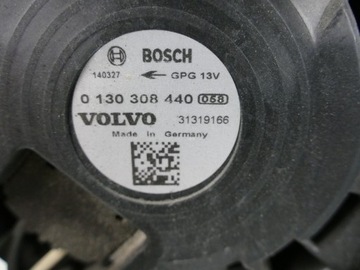 BOSCH
140327 ← GPG 13V
0 130 308 440 058
VOLVO 31319166
Made in Germany